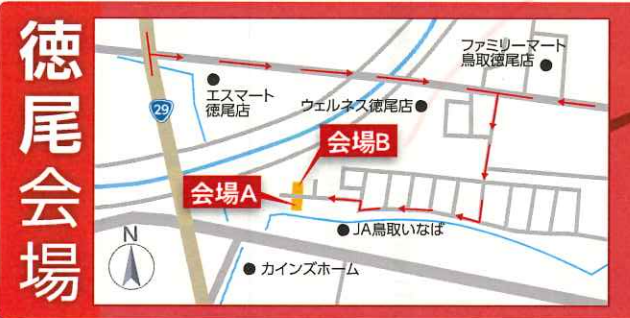 徳尾会場
ファミリーマート
鳥取徳尾店
エスマート
徳尾店
29
ウェルネス徳尾店
会場B
会場A
JA鳥取いなば
N
カインズホーム